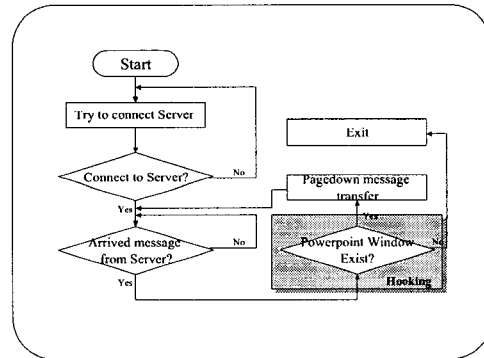 Start
Try to connect Server
Connect to Server?
No
Yes
Arrived message
from Server?
No
Yes
Exit
Pagedown message
transfer
Yes
Powerpoint Window
Exist?
No
Hooking